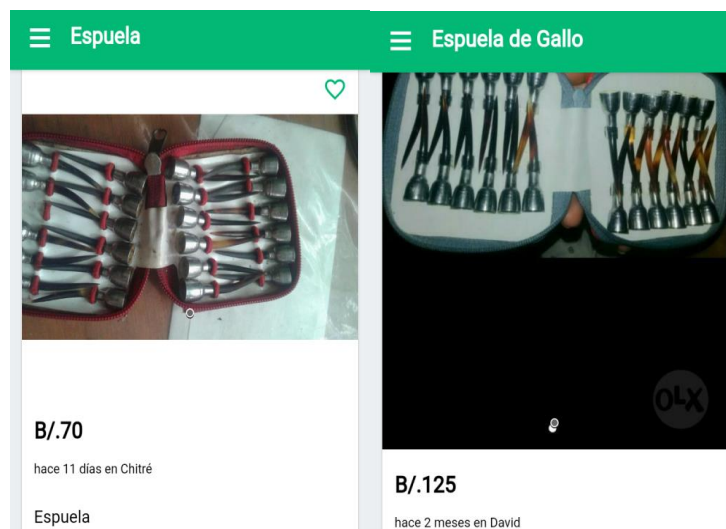 Espuela
B/.70
hace 11 días en Chitré
Espuela
Espuela de Gallo
OLX
B/.125
hace 2 meses en David